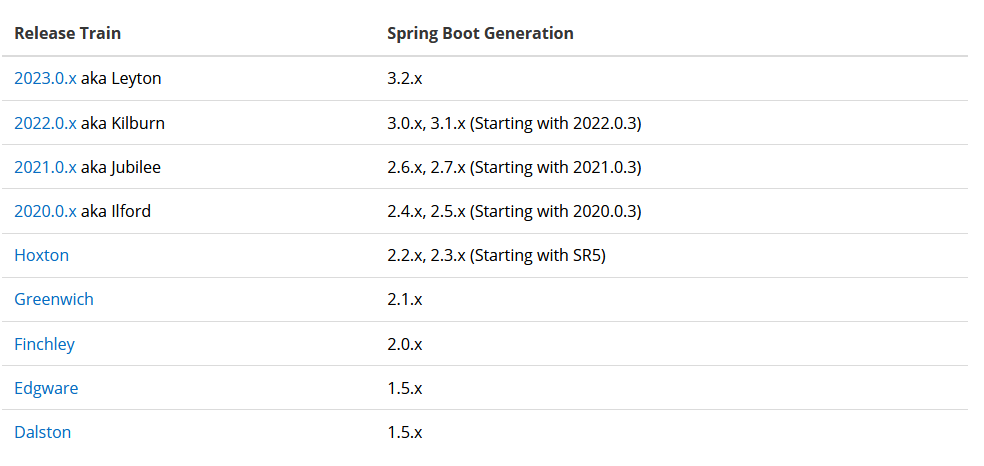 Release Train Spring Boot Generation
2023.0.x aka Leyton 3.2.x
2022.0.x aka Kilburn 3.0.x, 3.1.x (Starting with 2022.0.3)
2021.0.x aka Jubilee 2.6.x, 2.7.x (Starting with 2021.0.3)
2020.0.x aka Ilford 2.4.x, 2.5.x (Starting with 2020.0.3)
Hoxton 2.2.x, 2.3.x (Starting with SR5)
Greenwich 2.1.x
Finchley 2.0.x
Edgware 1.5.x
Dalston 1.5.x